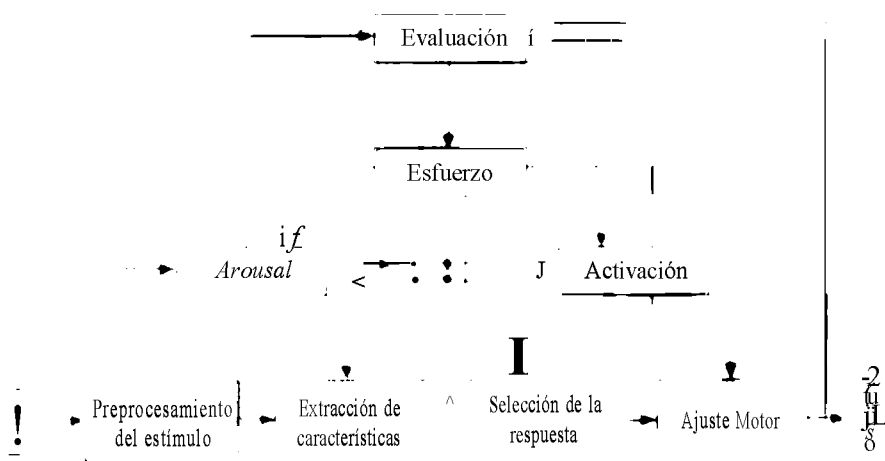 Evaluación
Esfuerzo
Arousal
Activación
Preprocesamiento
del estímulo
Extracción de
características
Selección de la
respuesta
Ajuste Motor